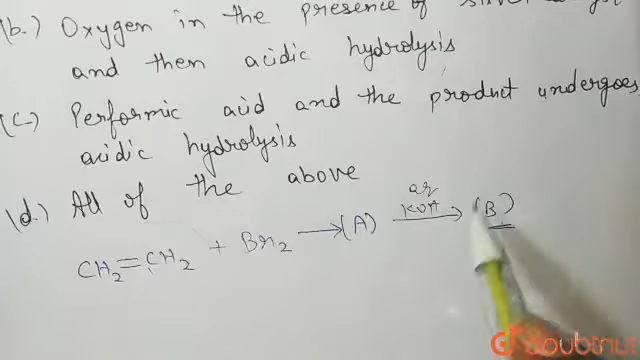 (b.) Oxygen in the presence of
and then acidic hydrolysis
(c) Performic acid and the product undergoes
acidic hydrolysis
(d.) All of the above
CH2=CH2 + Br2 → (A) aq KOH → (B)
doubtnut